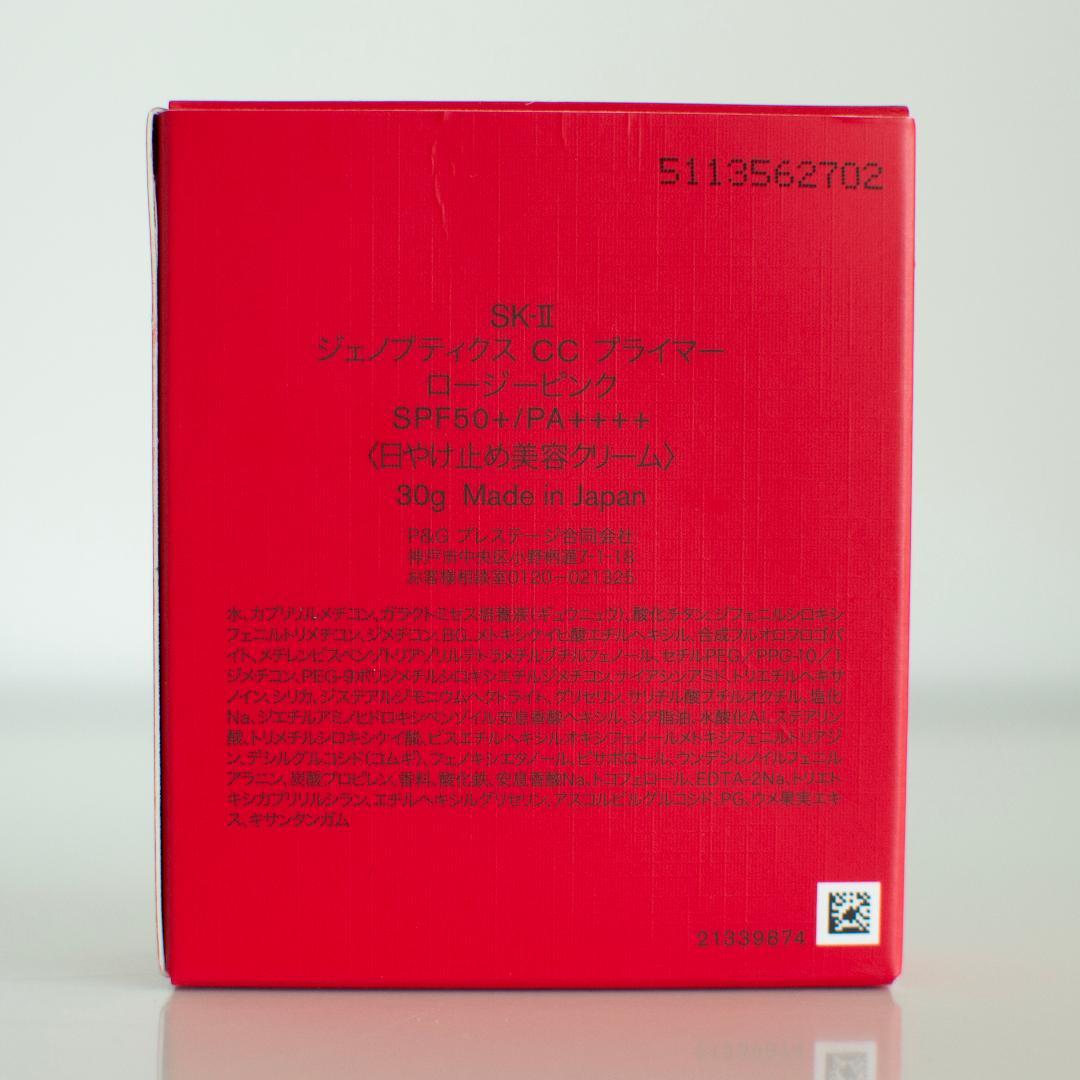 5113562702
SK-II
ジェノプティクス CC プライマー
ロージーピンク
SPF50+/PA++++
〈日やけ止め美容クリーム〉
30g Made in Japan
P&G プレステージ合同会社
神戸市中央区小野柄通7-1-18
お客様相談室0120-021325
水、カプリリルメチコン、ガラクトミセス培養液(ギュウニュウ)、酸化チタン、ジフェニルシロキシ
フェニルトリメチコン、ジメチコン、BG、メトキシケイヒ酸エチルヘキシル、合成フルオロフロゴパ
イト、メチレンビスベンゾトリアゾリルテトラメチルブチルフェノール、セチルPEG/PPG-10/1
ジメチコン、PEG-9ポリジメチルシロキシエチルジメチコン、ナイアシンアミド、トリエチルヘキサ
ノイン、シリカ、ジステアルジモニウムヘクトライト、グリセリン、サリチル酸ブチルオクチル、塩化
Na、ジエチルアミノヒドロキシベンゾイル安息香酸ヘキシル、シア脂油、水酸化Al、ステアリン
酸、トリメチルシロキシケイ酸、ビスエチルヘキシルオキシフェノールメトキシフェニルトリアジ
ン、デシルグルコシド(コムギ)、フェノキシエタノール、ビサボロール、ウンデシレノイルフェニル
アラニン、炭酸プロピレン、香料、酸化鉄、安息香酸Na、トコフェロール、EDTA-2Na、トリエト
キシカプリリルシラン、エチルヘキシルグリセリン、アスコルビルグルコシド、PG、ウメ果実エキ
ス、キサンタンガム
21339874